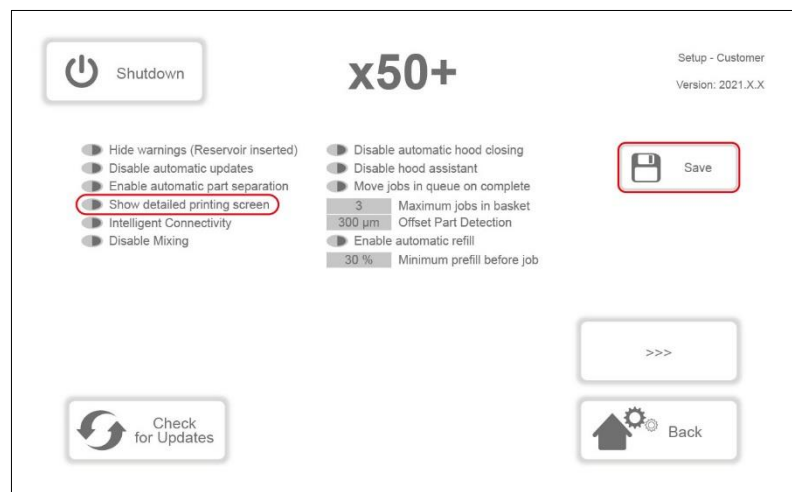 Shutdown
x50+
Setup - Customer
Version: 2021.X.X
Hide warnings (Reservoir inserted)
Disable automatic updates
Enable automatic part separation
Show detailed printing screen
Intelligent Connectivity
Disable Mixing
Disable automatic hood closing
Disable hood assistant
Move jobs in queue on complete
3 Maximum jobs in basket
300 µm Offset Part Detection
Enable automatic refill
30 % Minimum prefill before job
Save
>>>
Check
for Updates
Back